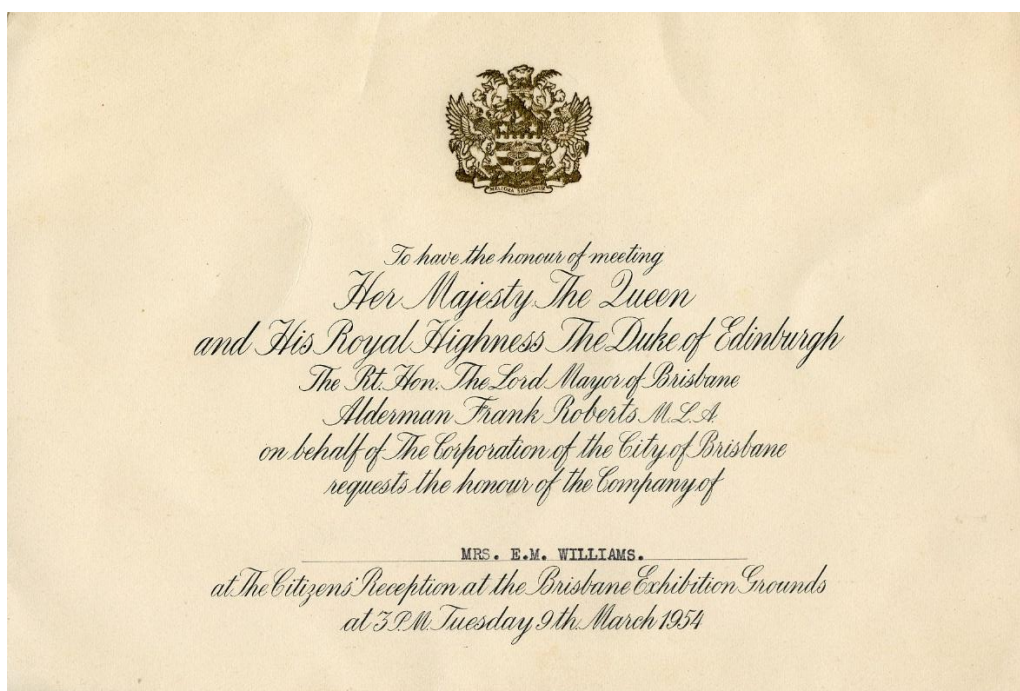 To have the honour of meeting
Her Majesty The Queen
and His Royal Highness The Duke of Edinburgh
The Rt. Hon. The Lord Mayor of Brisbane
Alderman Frank Roberts M.L.A.
on behalf of The Corporation of the City of Brisbane
requests the honour of the Company of
MRS. E.M. WILLIAMS.
at The Citizens' Reception at the Brisbane Exhibition Grounds
at 3 P.M. Tuesday 9th March 1954